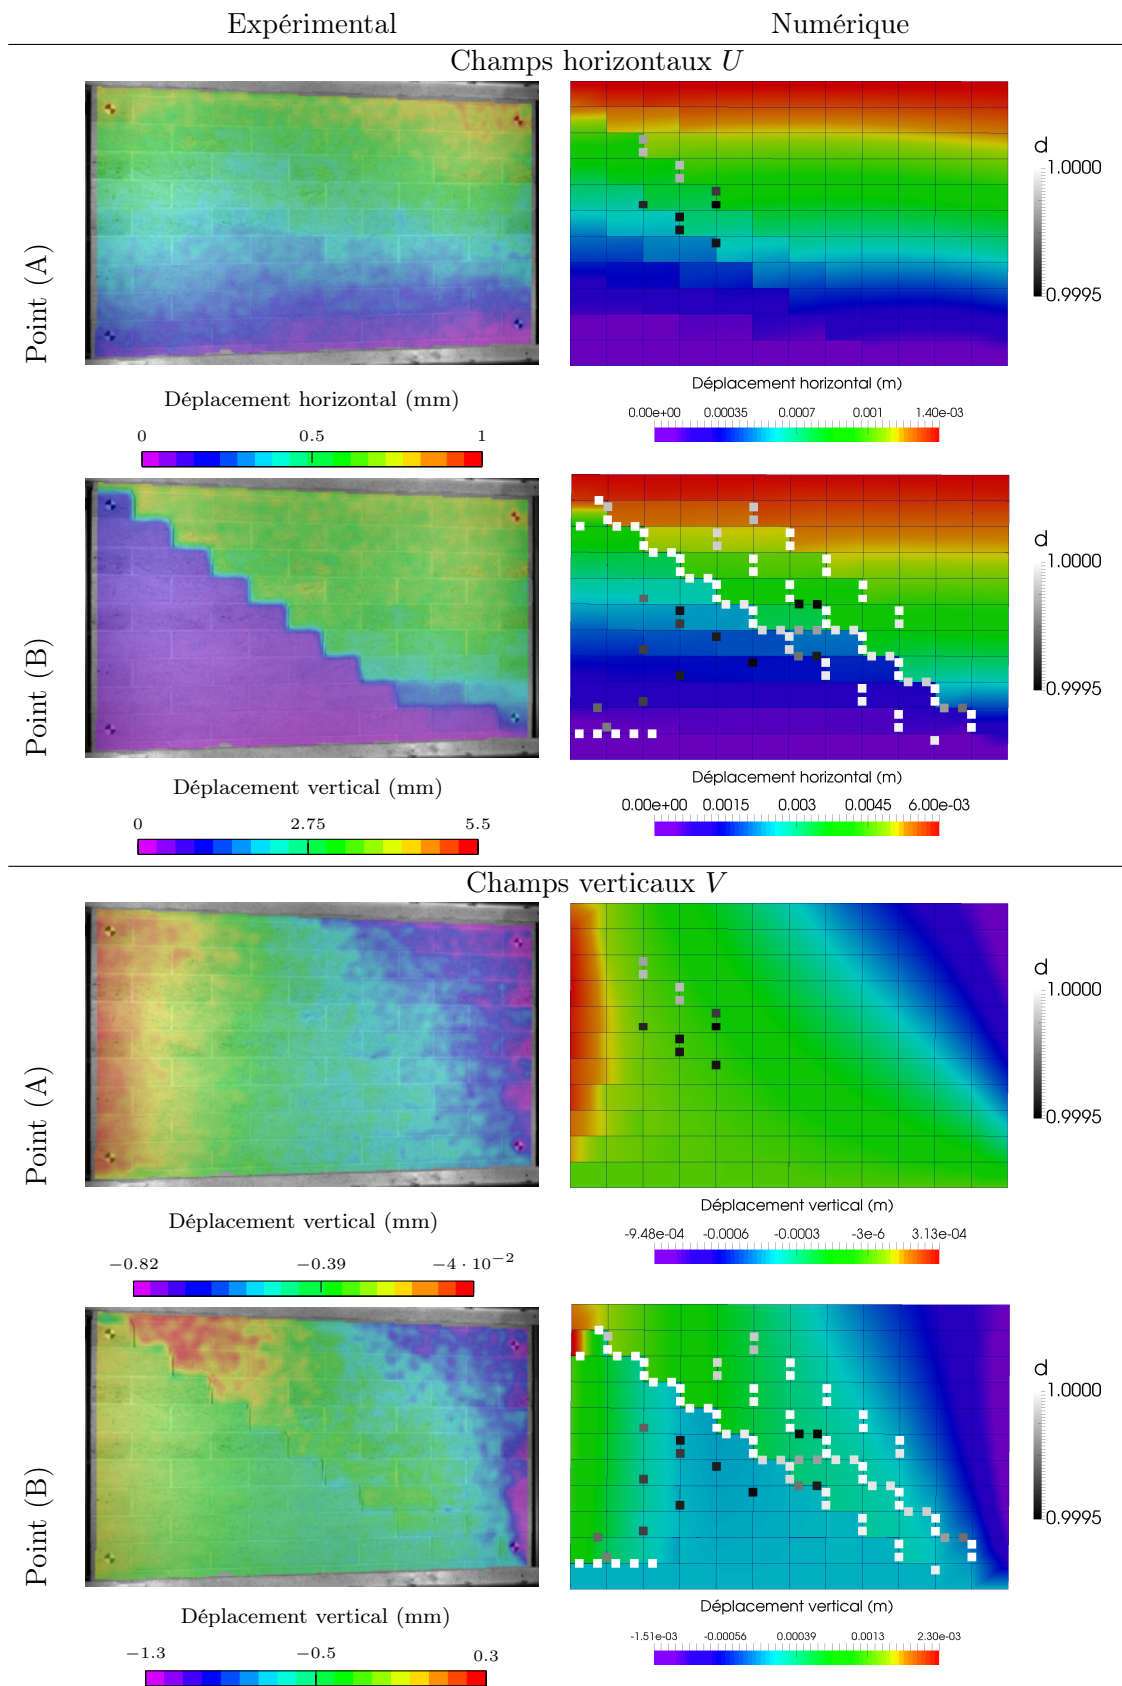 Expérimental
Numérique
Champs horizontaux U
Point (A)
d
1.0000
0.9995
Déplacement horizontal (mm)
0 0.5 1
Déplacement horizontal (m)
0.00e+00 0.00035 0.0007 0.001 1.40e-03
Point (B)
d
1.0000
0.9995
Déplacement vertical (mm)
0 2.75 5.5
Déplacement horizontal (m)
0.00e+00 0.0015 0.003 0.0045 6.00e-03
Champs verticaux V
Point (A)
d
1.0000
0.9995
Déplacement vertical (mm)
−0.82 −0.39 −4 · 10⁻²
Déplacement vertical (m)
-9.48e-04 -0.0006 -0.0003 -3e-6 3.13e-04
Point (B)
d
1.0000
0.9995
Déplacement vertical (mm)
−1.3 −0.5 0.3
Déplacement vertical (m)
-1.51e-03 -0.00056 0.00039 0.0013 2.30e-03